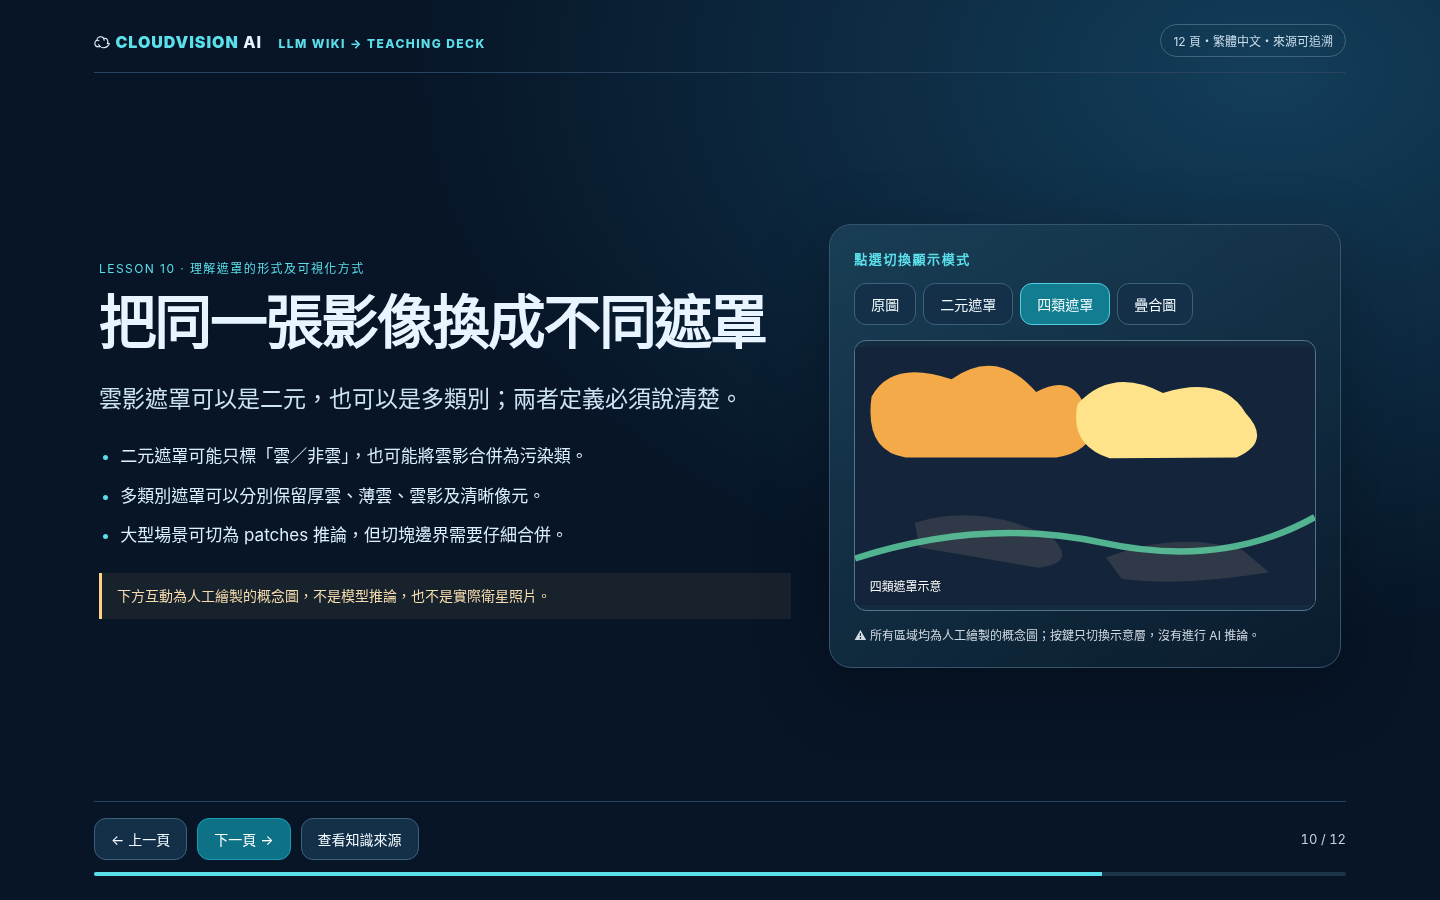 CLOUDVISION AI LLM WIKI → TEACHING DECK
12 頁・繁體中文・來源可追溯
LESSON 10 · 理解遮罩的形式及可視化方式
把同一張影像換成不同遮罩
雲影遮罩可以是二元，也可以是多類別；兩者定義必須說清楚。
• 二元遮罩可能只標「雲／非雲」，也可能將雲影合併為污染類。
• 多類別遮罩可以分別保留厚雲、薄雲、雲影及清晰像元。
• 大型場景可切為 patches 推論，但切塊邊界需要仔細合併。
下方互動為人工繪製的概念圖，不是模型推論，也不是實際衛星照片。
點選切換顯示模式
原圖 二元遮罩 四類遮罩 疊合圖
四類遮罩示意
⚠ 所有區域均為人工繪製的概念圖；按鍵只切換示意層，沒有進行 AI 推論。
← 上一頁 下一頁 → 查看知識來源
10 / 12